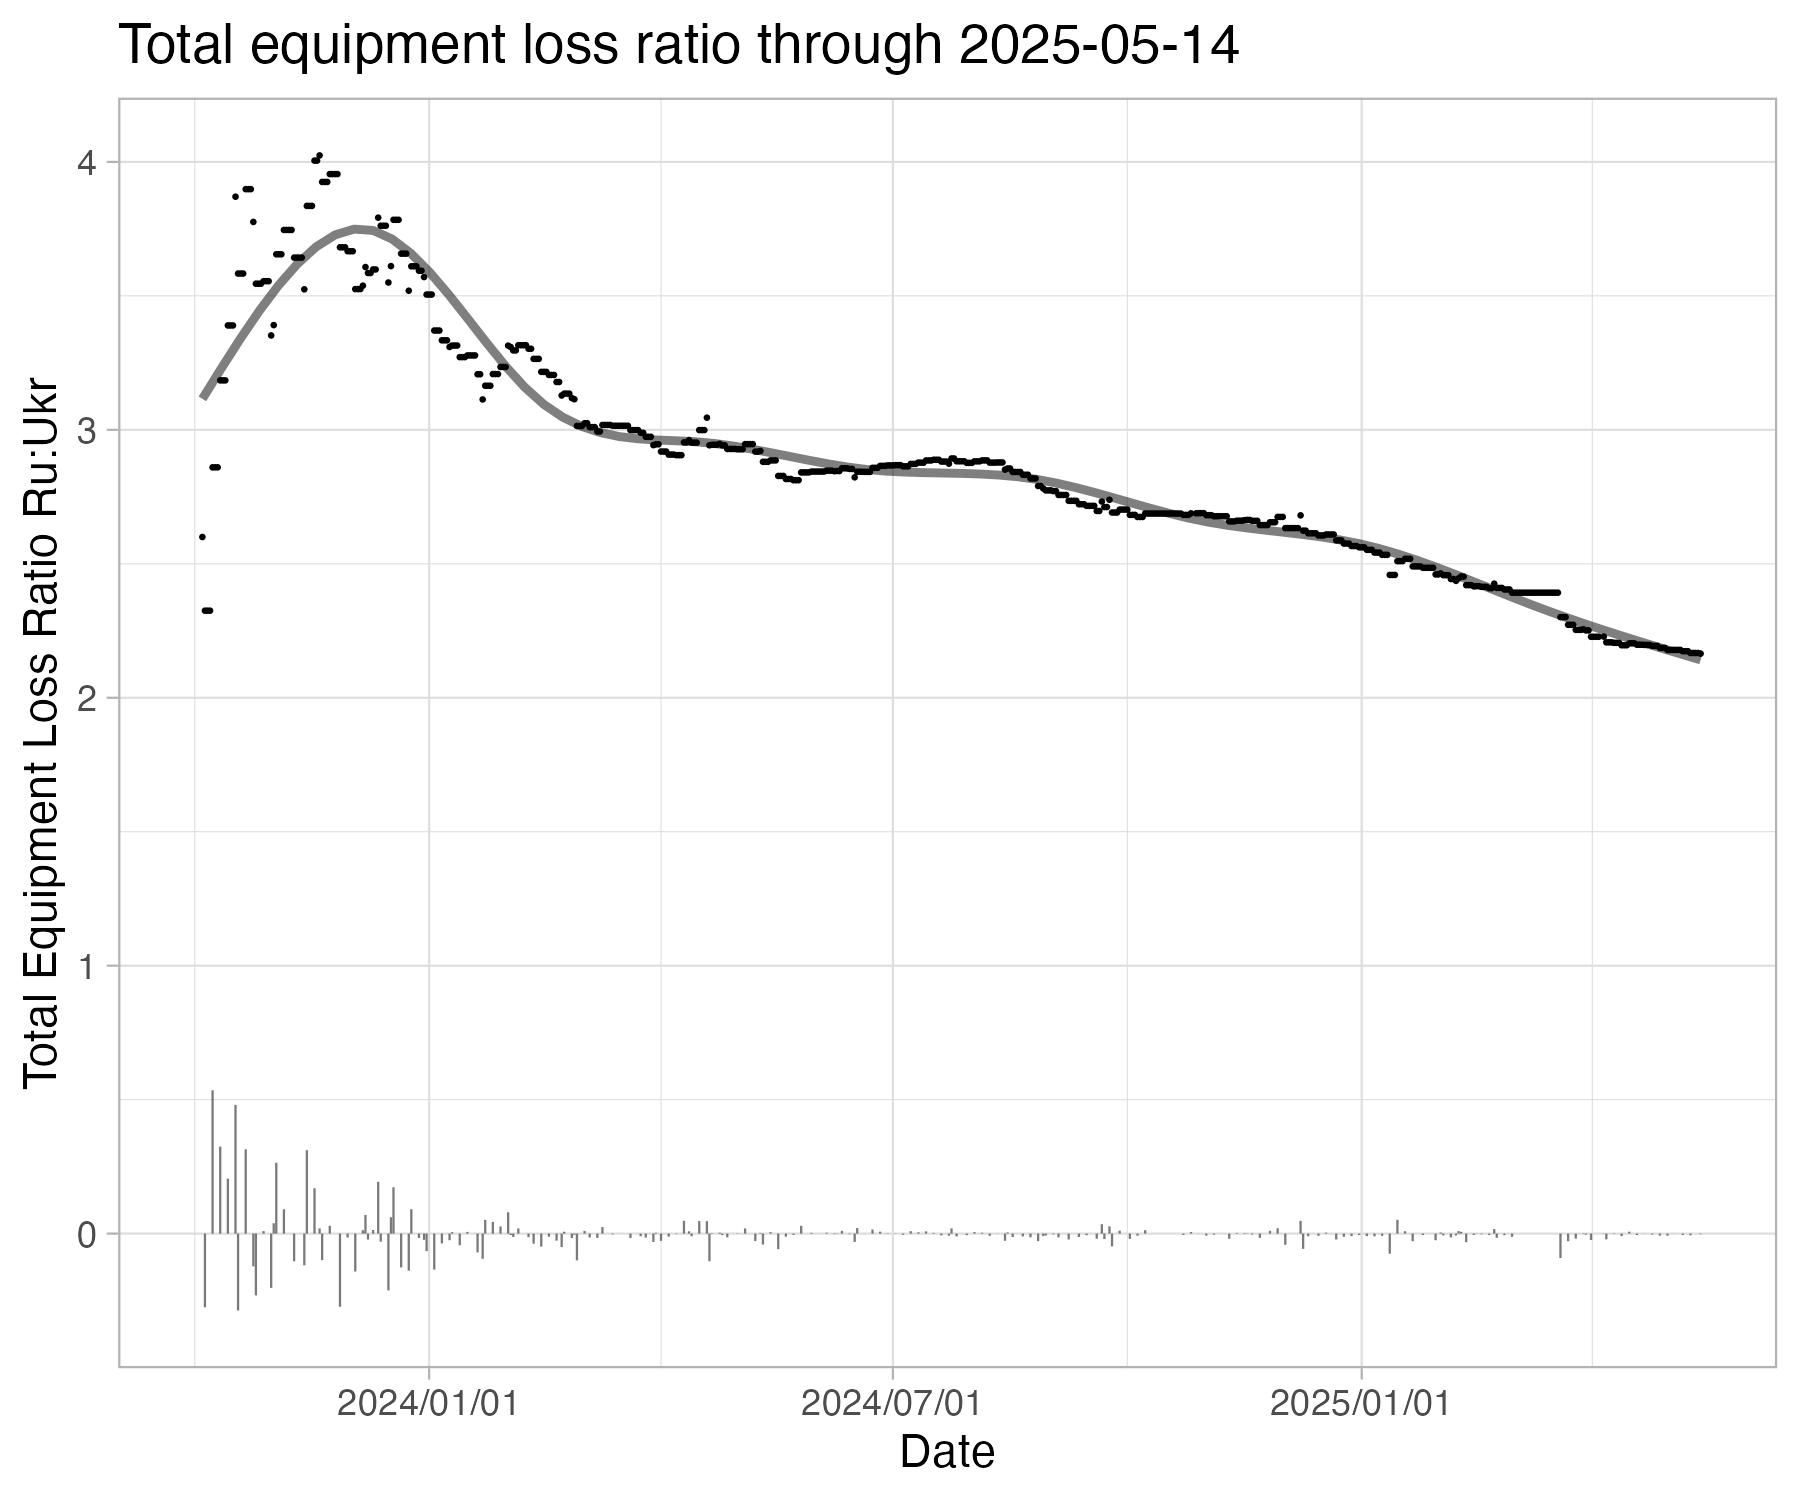 Total equipment loss ratio through 2025-05-14
Total Equipment Loss Ratio Ru:Ukr
4
3
2
1
0
2024/01/01
2024/07/01
2025/01/01
Date